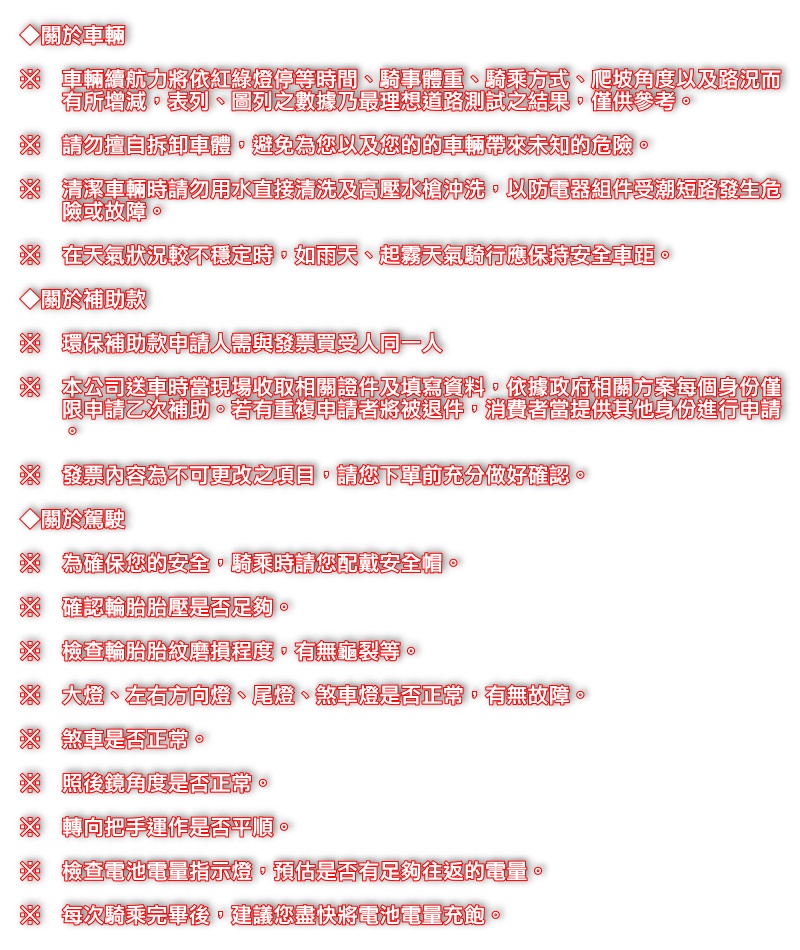 ◇關於車輛
※ 車輛續航力將依紅綠燈停等時間、騎事體重、騎乘方式、爬坡角度以及路況而
有所增減，表列、圖列之數據乃最理想道路測試之結果，僅供參考。
※ 請勿擅自拆卸車體，避免為您以及您的的車輛帶來未知的危險。
※ 清潔車輛時請勿用水直接清洗及高壓水槍沖洗，以防電器組件受潮短路發生危
險或故障。
※ 在天氣狀況較不穩定時，如雨天、起霧天氣騎行應保持安全車距。
◇關於補助款
※ 環保補助款申請人需與發票買受人同一人
※ 本公司送車時當現場收取相關證件及填寫資料，依據政府相關方案每個身份僅
限申請乙次補助。若有重複申請者將被退件，消費者當提供其他身份進行申請
。
※ 發票內容為不可更改之項目，請您下單前充分做好確認。
◇關於駕駛
※ 為確保您的安全，騎乘時請您配戴安全帽。
※ 確認輪胎胎壓是否足夠。
※ 檢查輪胎胎紋磨損程度，有無龜裂等。
※ 大燈、左右方向燈、尾燈、煞車燈是否正常，有無故障。
※ 煞車是否正常。
※ 照後鏡角度是否正常。
※ 轉向把手運作是否平順。
※ 檢查電池電量指示燈，預估是否有足夠往返的電量。
※ 每次騎乘完畢後，建議您盡快將電池電量充飽。